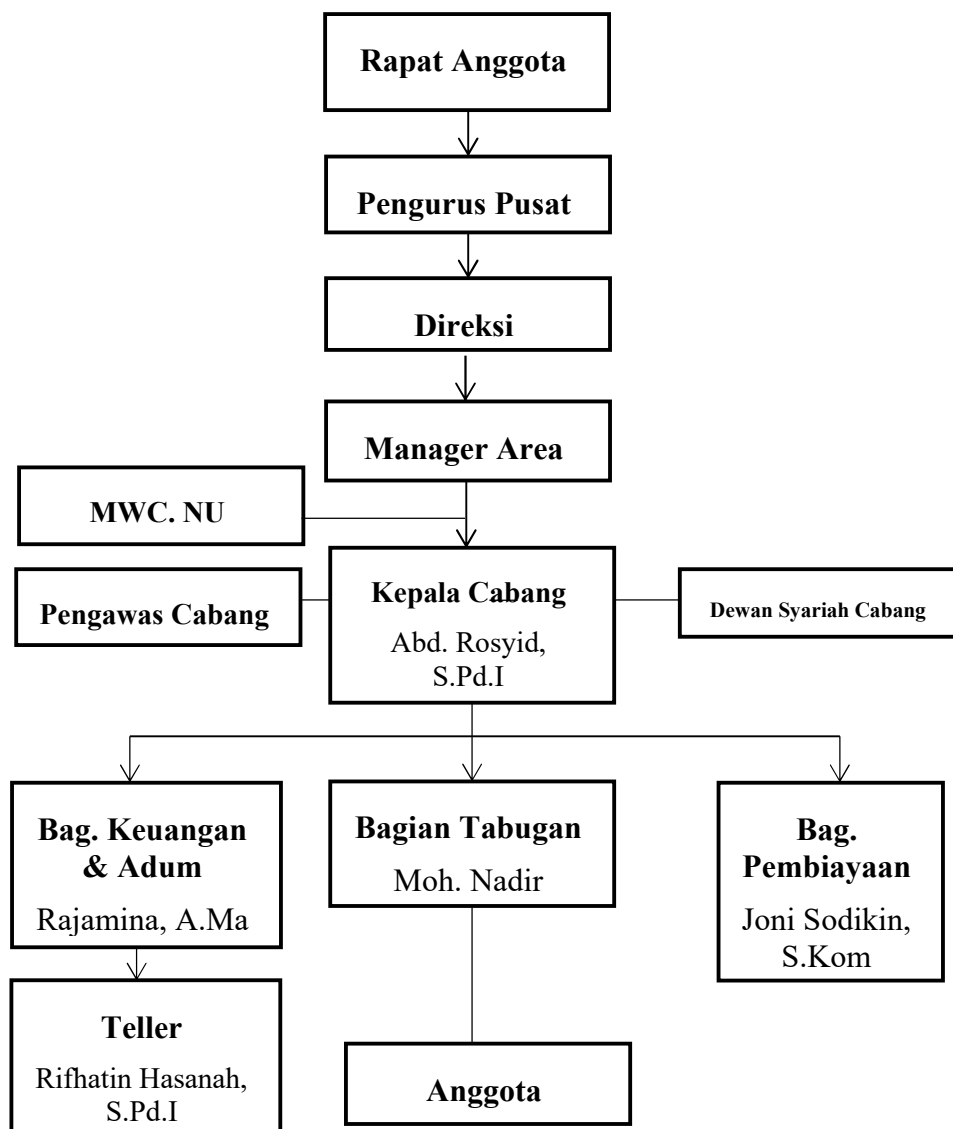 Rapat Anggota
Pengurus Pusat
Direksi
Manager Area
MWC. NU
Pengawas Cabang
Kepala Cabang
Abd. Rosyid,
S.Pd.I
Dewan Syariah Cabang
Bag. Keuangan
& Adum
Rajamina, A.Ma
Bagian Tabugan
Moh. Nadir
Bag.
Pembiayaan
Joni Sodikin,
S.Kom
Teller
Rifhatin Hasanah,
S.Pd.I
Anggota